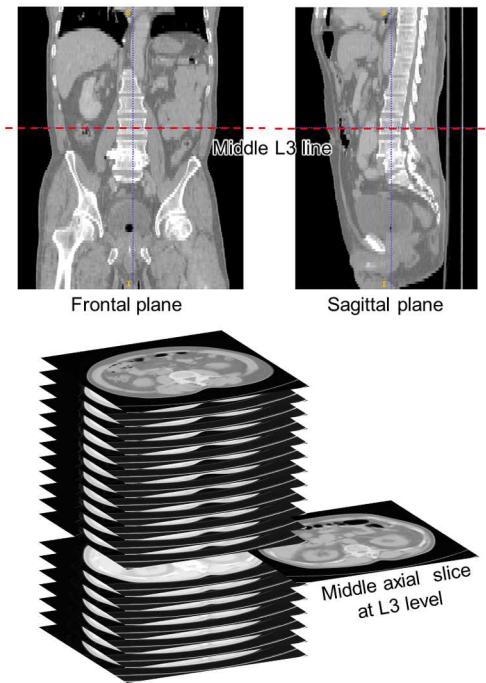 Middle L3 line
Frontal plane
Sagittal plane
Middle axial slice
at L3 level